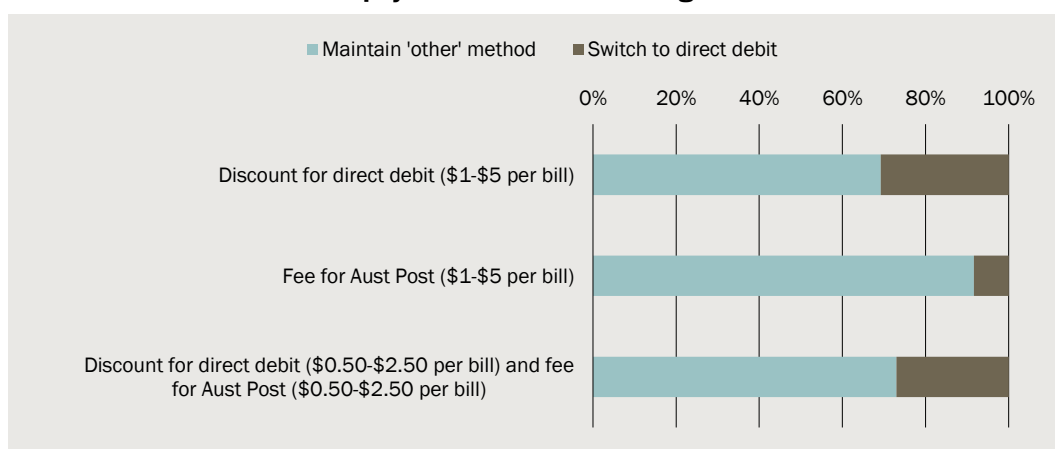 Maintain 'other' method Switch to direct debit
0% 20% 40% 60% 80% 100%
Discount for direct debit ($1-$5 per bill)
Fee for Aust Post ($1-$5 per bill)
Discount for direct debit ($0.50-$2.50 per bill) and fee
for Aust Post ($0.50-$2.50 per bill)